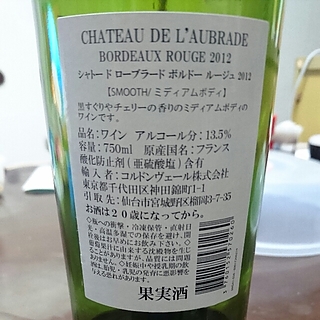 CHATEAU DE L'AUBRADE
BORDEAUX ROUGE 2012
シャトー ド ローブラード ボルドー ルージュ 2012
【SMOOTH/ ミディアムボディ】
黒すぐりやチェリーの香りのミディアムボディの
ワインです。
品名:ワイン アルコール分:13.5%
容量:750ml 原産国名:フランス
酸化防止剤(亜硫酸塩)含有
輸入者:コルドンヴェール株式会社
東京都千代田区神田錦町1-1
引取先:仙台市宮城野区榴岡3-7-35
お酒は20歳になってから。
果実酒